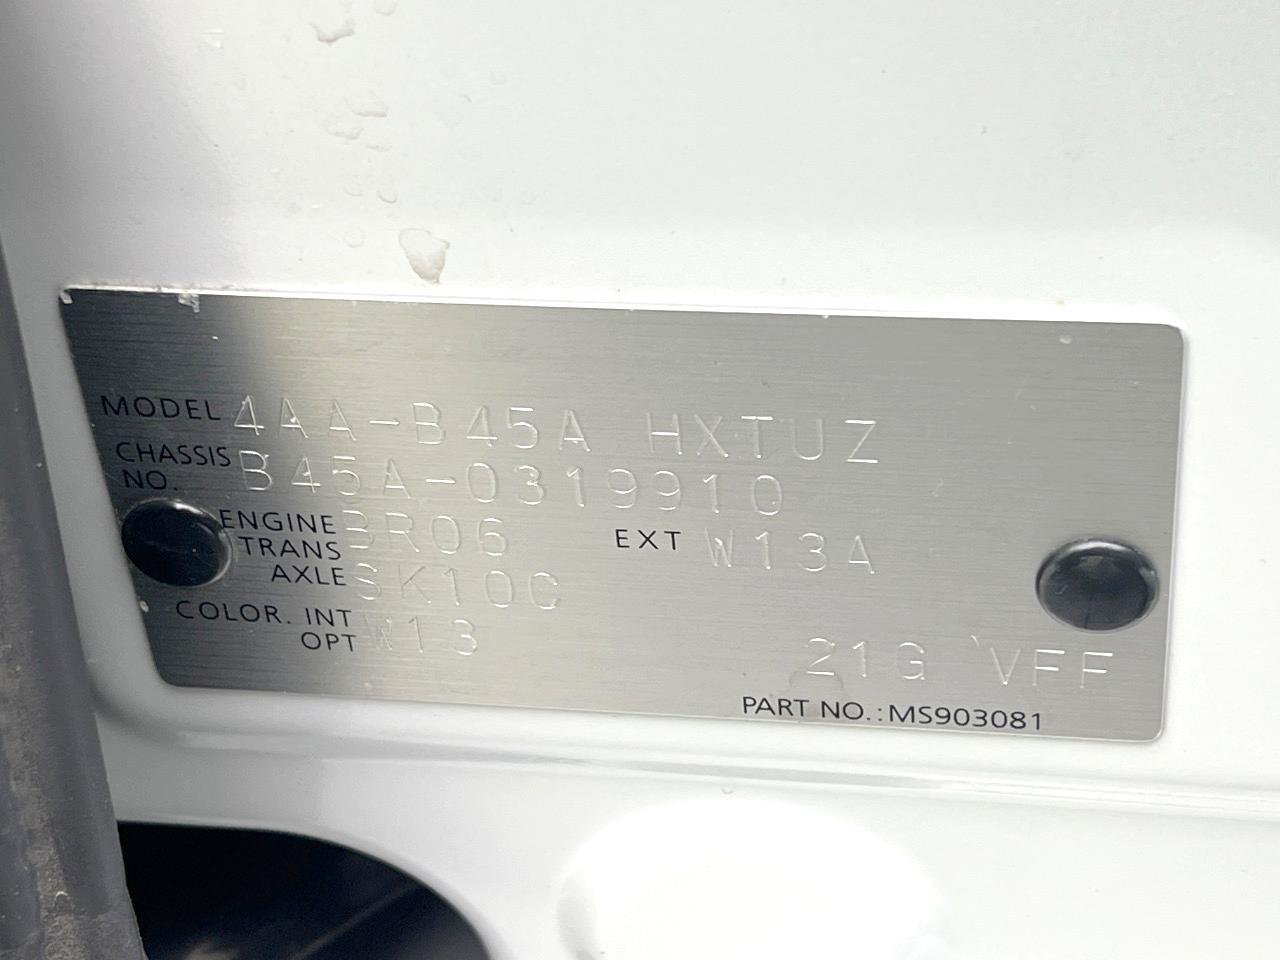 MODEL 4AA-B45A HXTUZ
CHASSIS NO. B45A-0319910
ENGINE BR06 EXT W13A
TRANS AXLE SK10C
COLOR. INT OPT W13
21G VFF
PART NO.:MS903081